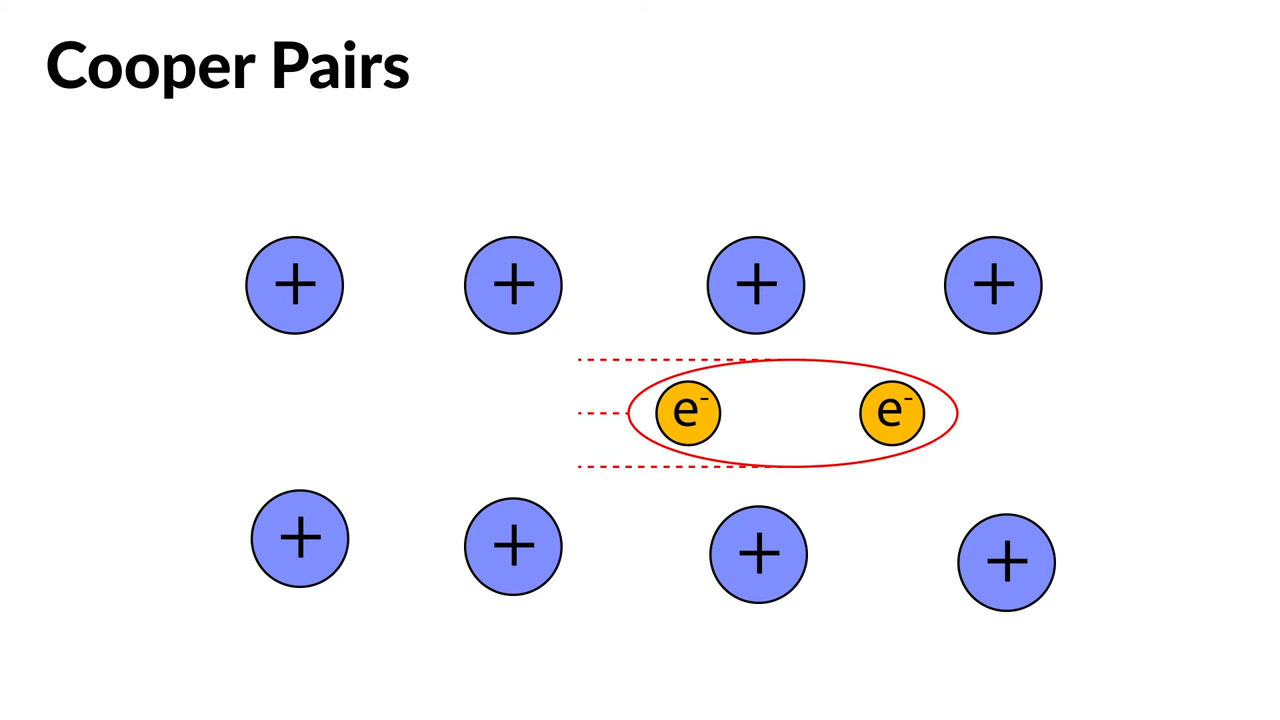 Cooper Pairs
+ + + +
e⁻ e⁻
+ + + +